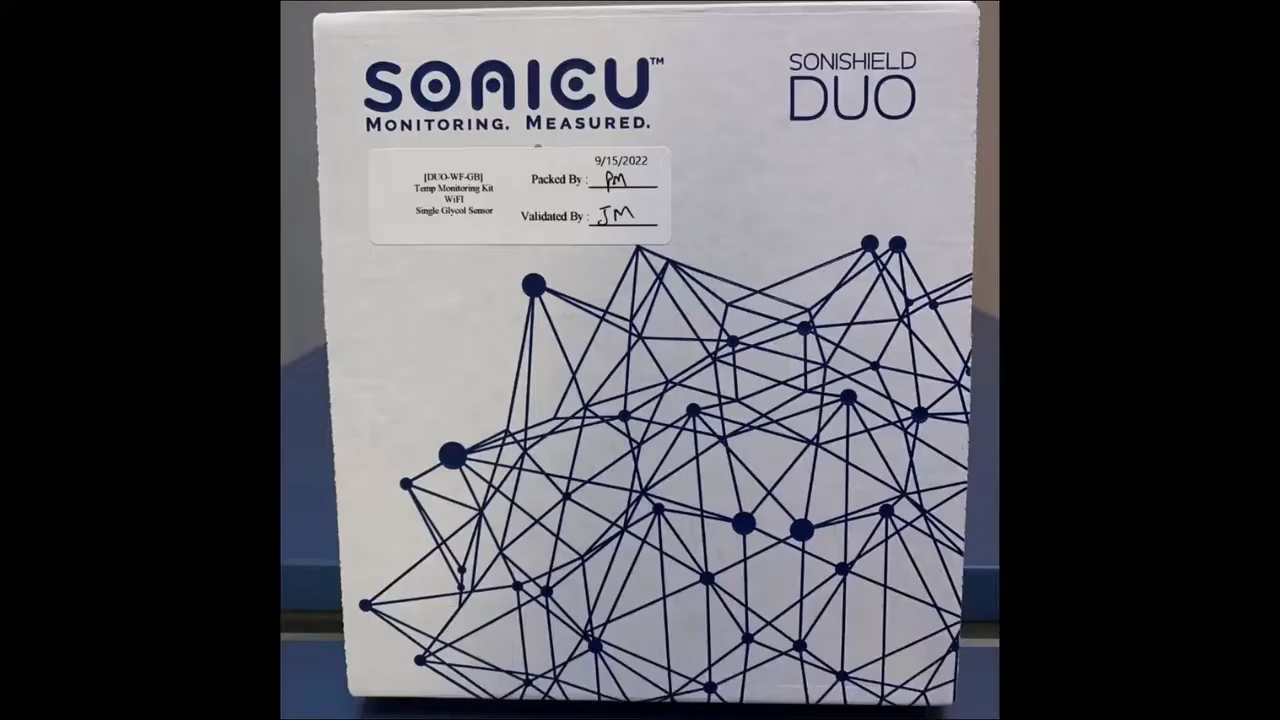 SONICU™
MONITORING. MEASURED.
SONISHIELD
DUO
9/15/2022
[DUO-WF-GB]
Temp Monitoring Kit
WiFI
Single Glycol Sensor
Packed By : PM
Validated By : JM